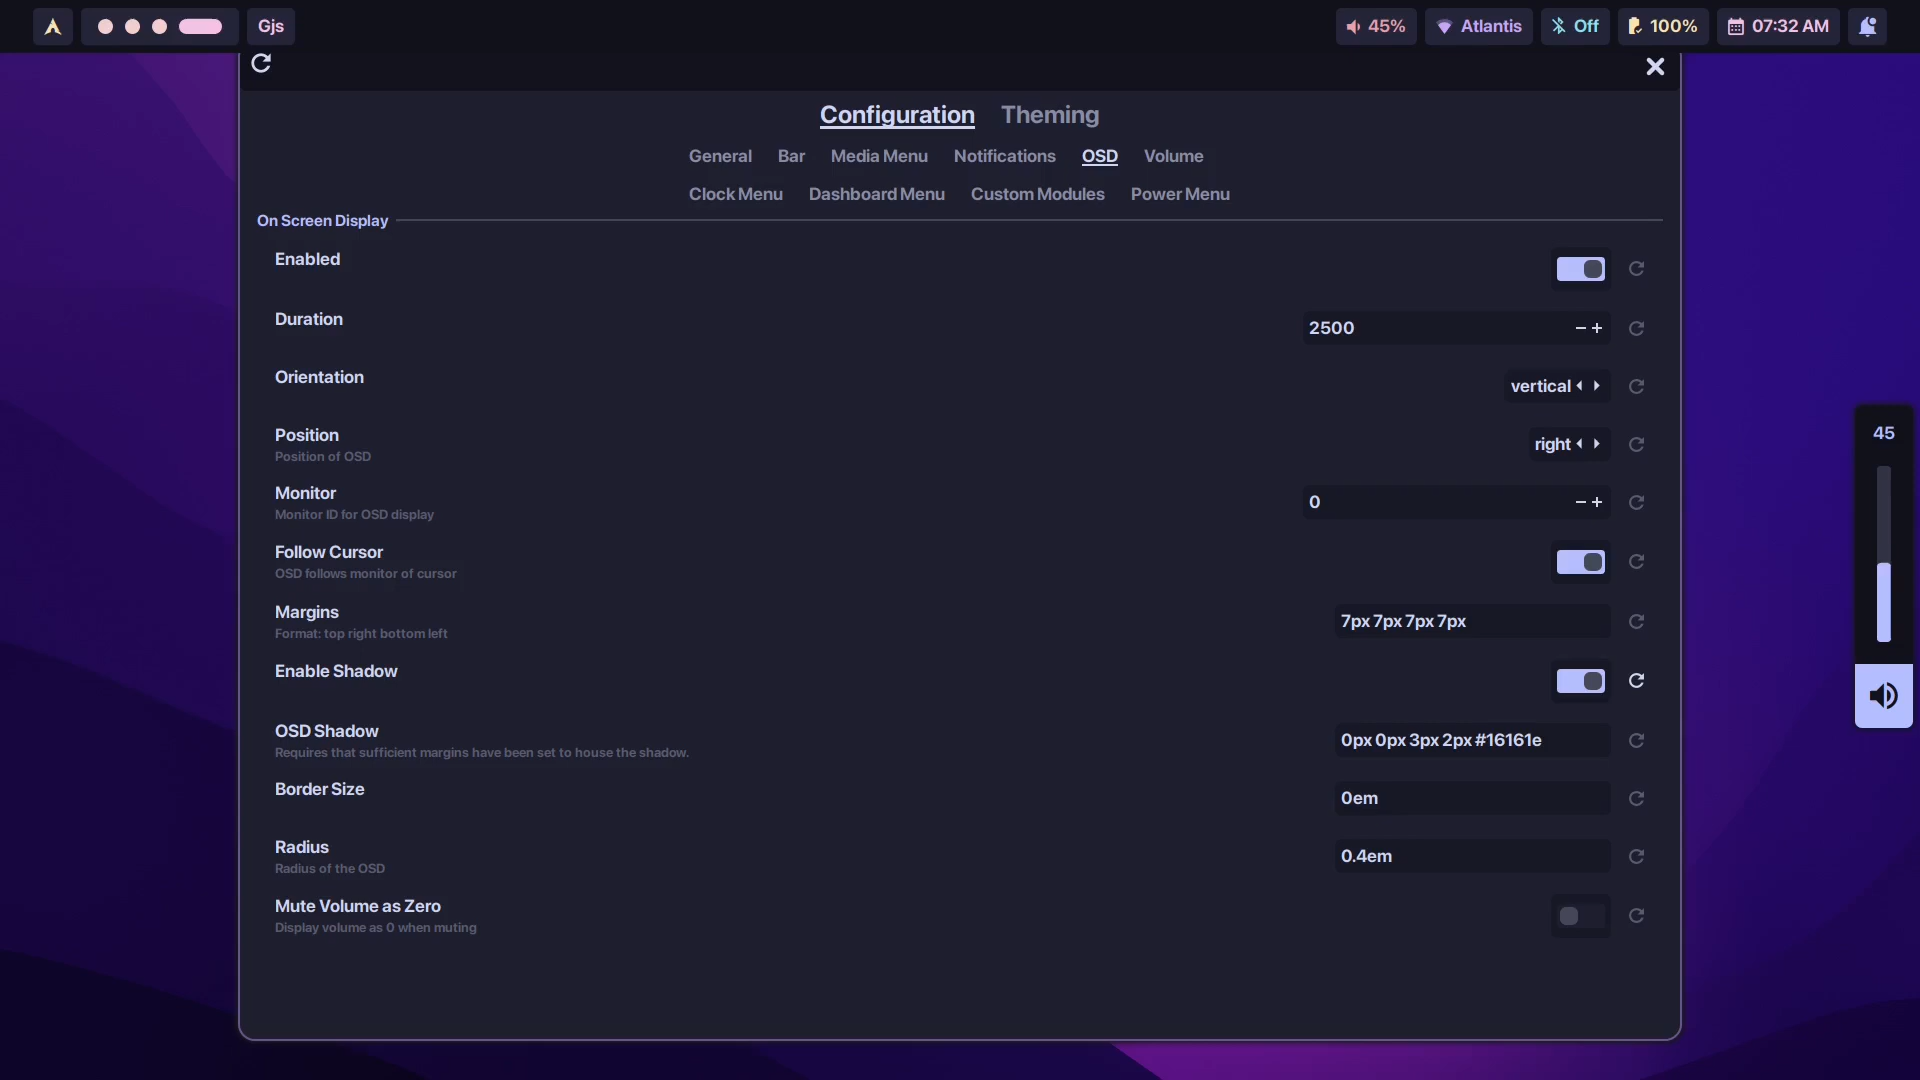 Gjs
45%
Atlantis
Off
100%
07:32 AM
Configuration Theming
General Bar Media Menu Notifications OSD Volume
Clock Menu Dashboard Menu Custom Modules Power Menu
On Screen Display
Enabled
Duration
2500
Orientation
vertical
Position
Position of OSD
right
Monitor
Monitor ID for OSD display
0
Follow Cursor
OSD follows monitor of cursor
Margins
Format: top right bottom left
7px 7px 7px 7px
Enable Shadow
OSD Shadow
Requires that sufficient margins have been set to house the shadow.
0px 0px 3px 2px #16161e
Border Size
0em
Radius
Radius of the OSD
0.4em
Mute Volume as Zero
Display volume as 0 when muting
45